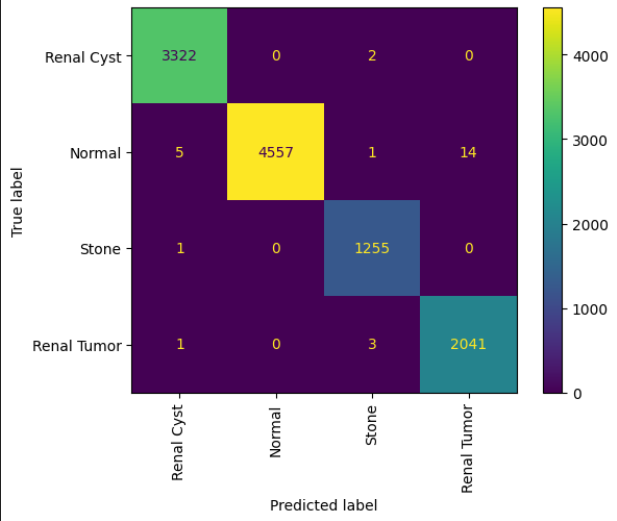 Renal Cyst 3322 0 2 0
Normal 5 4557 1 14
Stone 1 0 1255 0
Renal Tumor 1 0 3 2041
True label
Renal Cyst
Normal
Stone
Renal Tumor
Predicted label
4000
3000
2000
1000
0